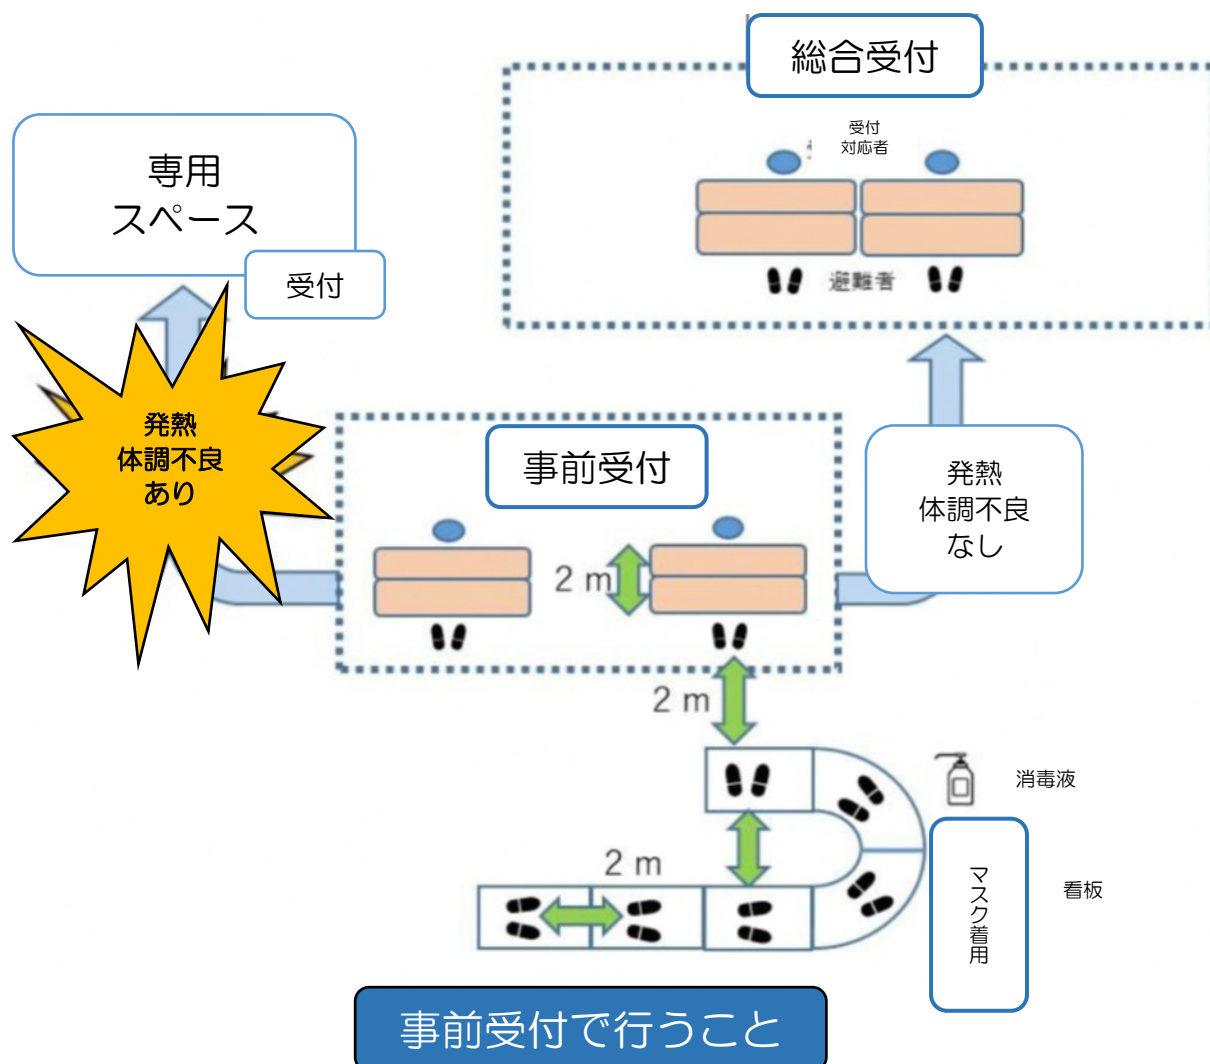 総合受付
受付
対応者
避難者
専用
スペース
受付
発熱
体調不良
あり
事前受付
発熱
体調不良
なし
2 m
2 m
2 m
消毒液
マスク着用
看板
事前受付で行うこと